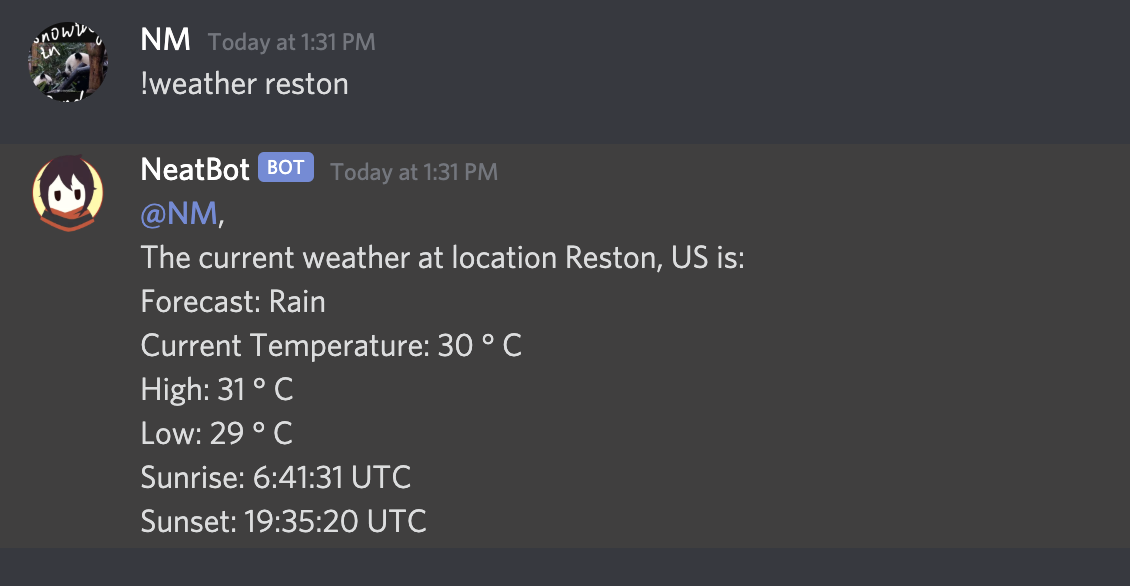 NM Today at 1:31 PM
!weather reston
NeatBot BOT Today at 1:31 PM
@NM,
The current weather at location Reston, US is:
Forecast: Rain
Current Temperature: 30 ° C
High: 31 ° C
Low: 29 ° C
Sunrise: 6:41:31 UTC
Sunset: 19:35:20 UTC